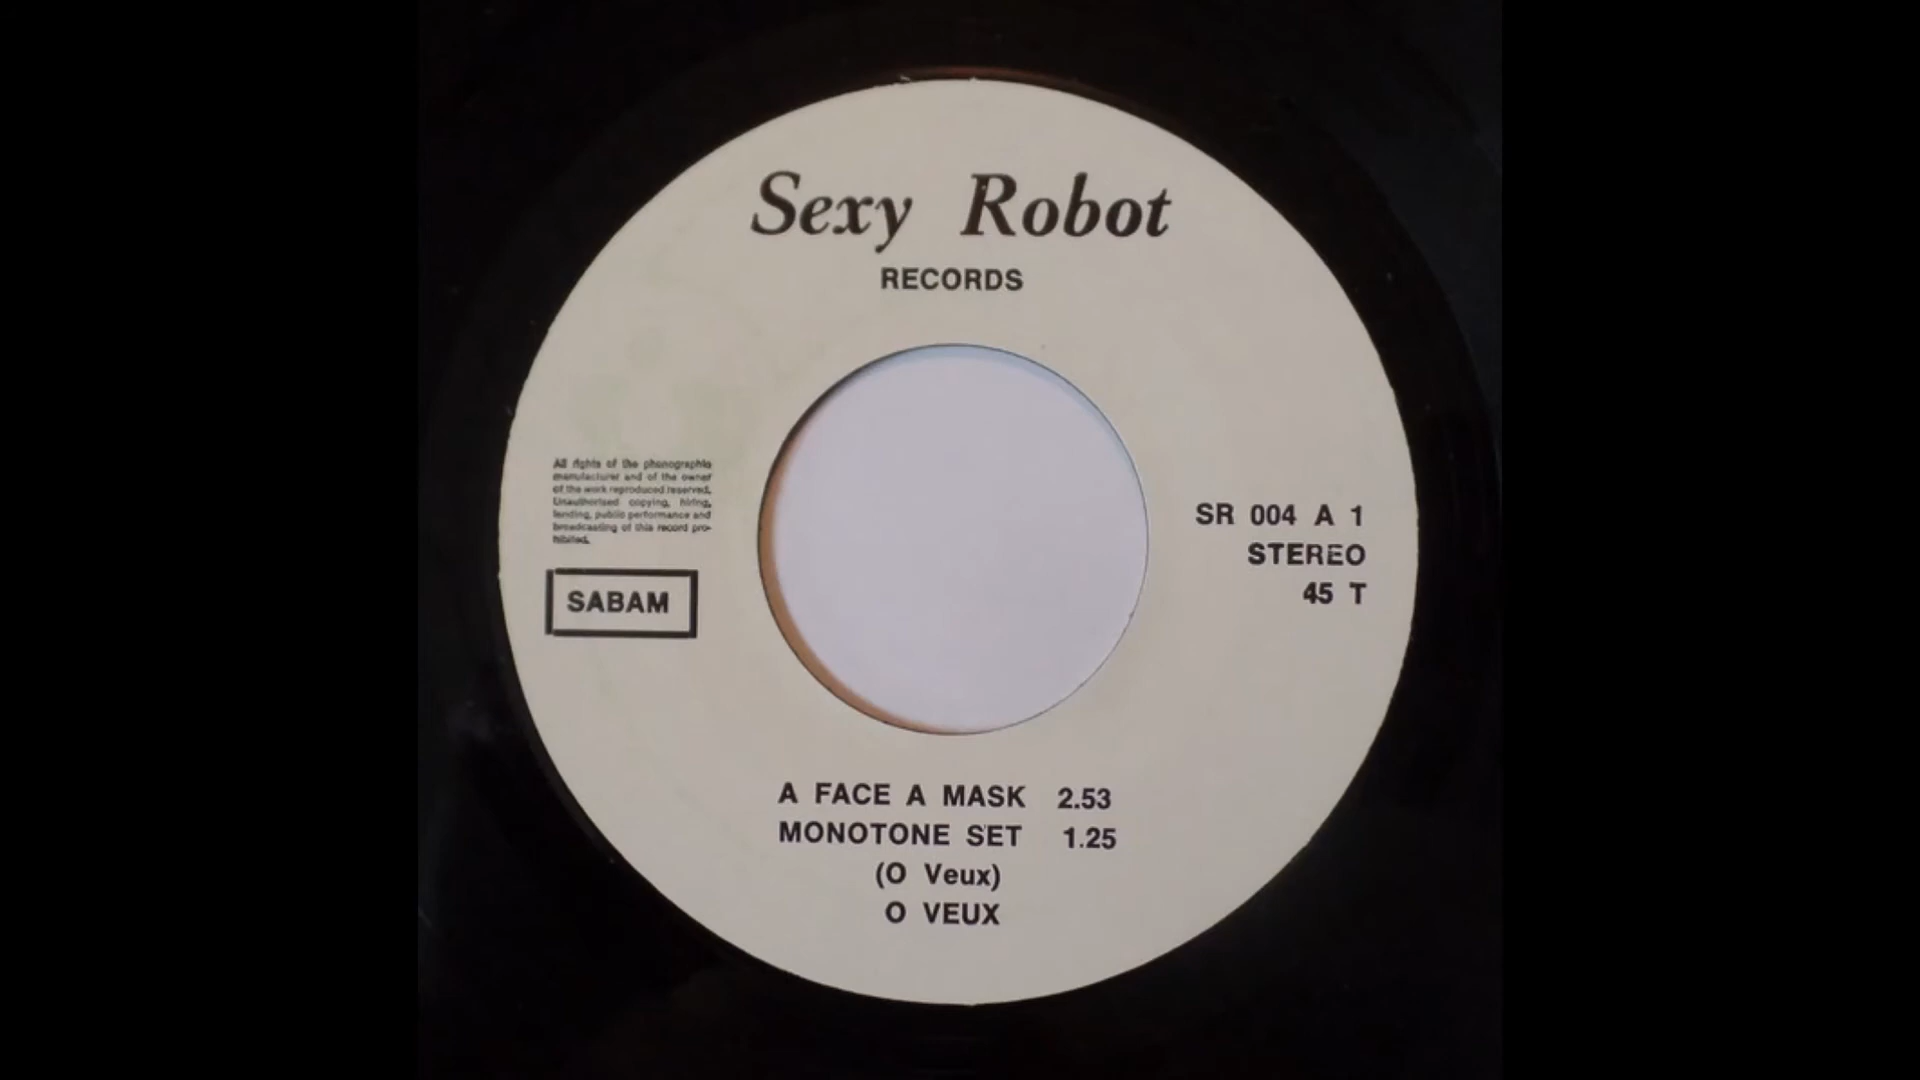 Sexy Robot
RECORDS
All rights of the phonographic
manufacturer and of the owner
of the work reproduced reserved.
Unauthorised copying, hiring,
lending, public performance and
broadcasting of this record pro-
hibited.
SABAM
SR 004 A 1
STEREO
45 T
A FACE A MASK 2.53
MONOTONE SET 1.25
(O Veux)
O VEUX